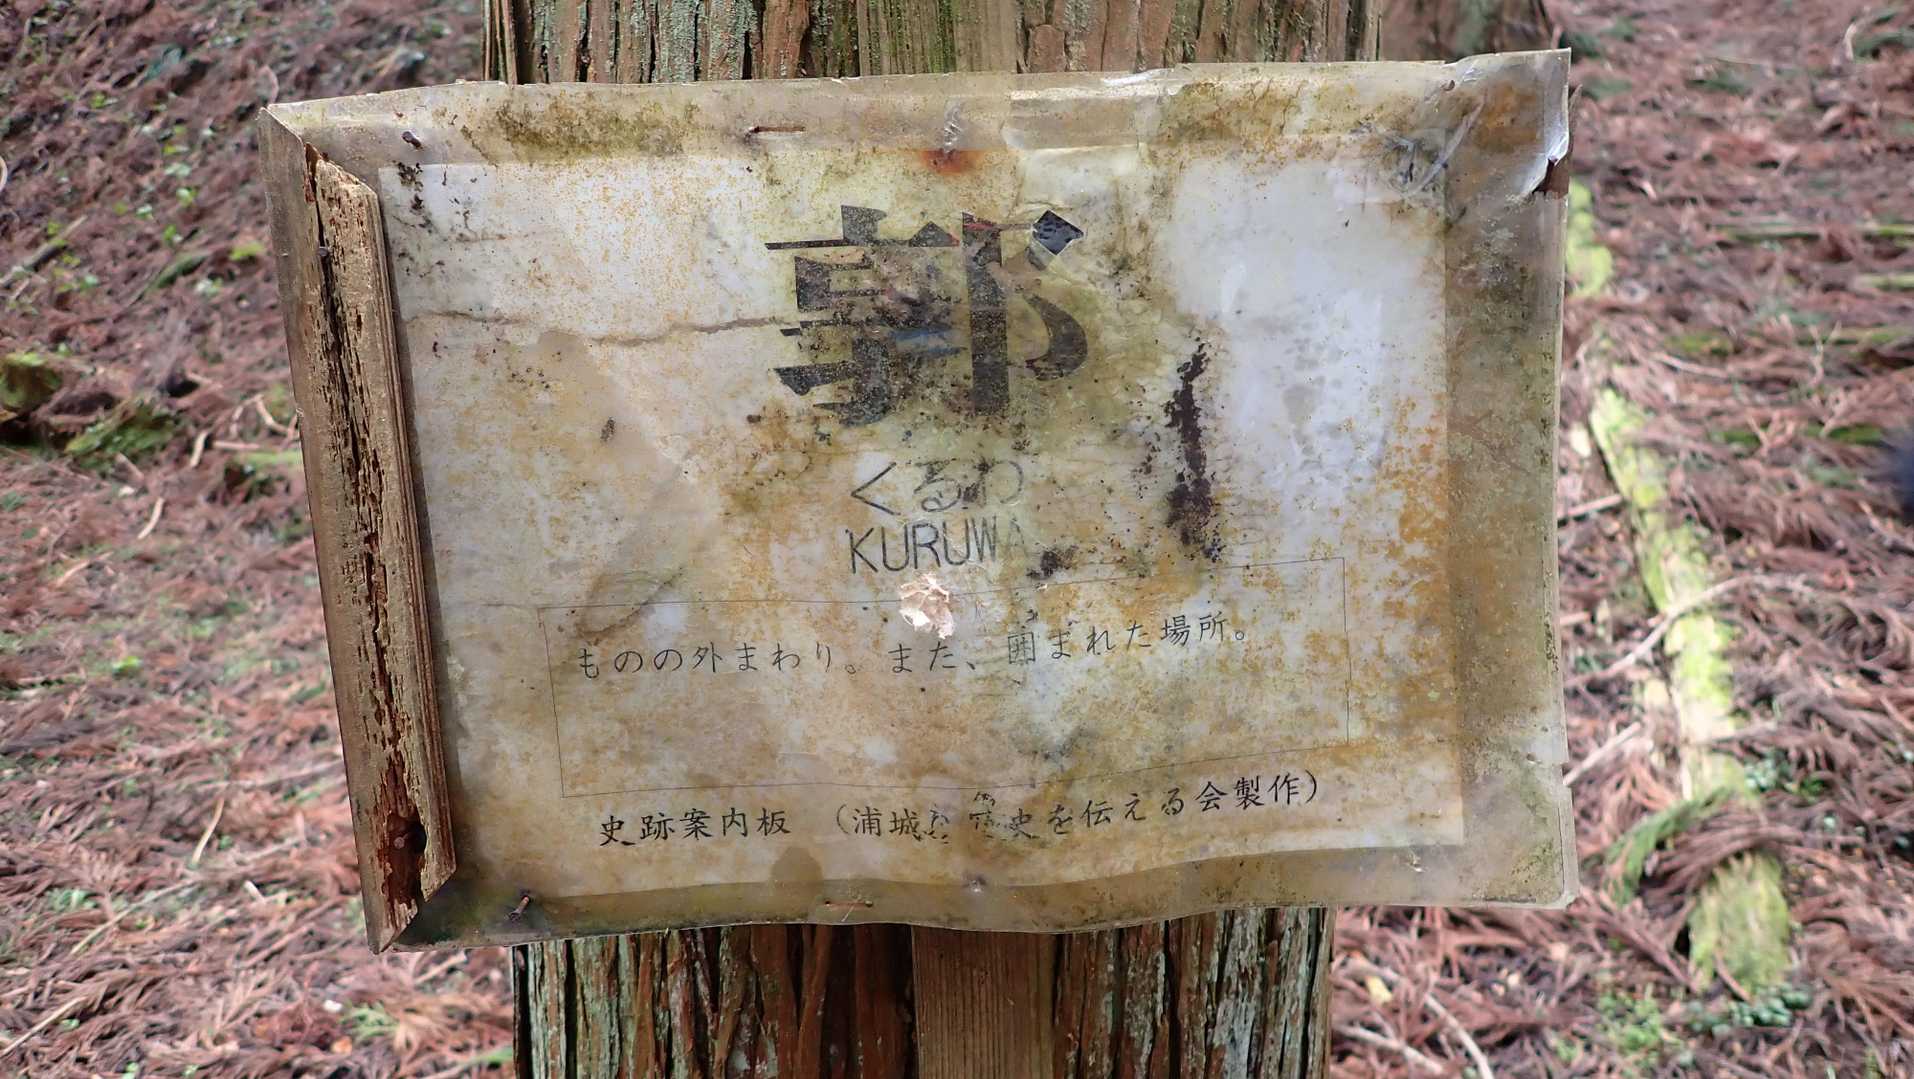 郭
くるわ
KURUWA
ものの外まわり。また、囲まれた場所。
史跡案内板 （浦城 史を伝える会製作）